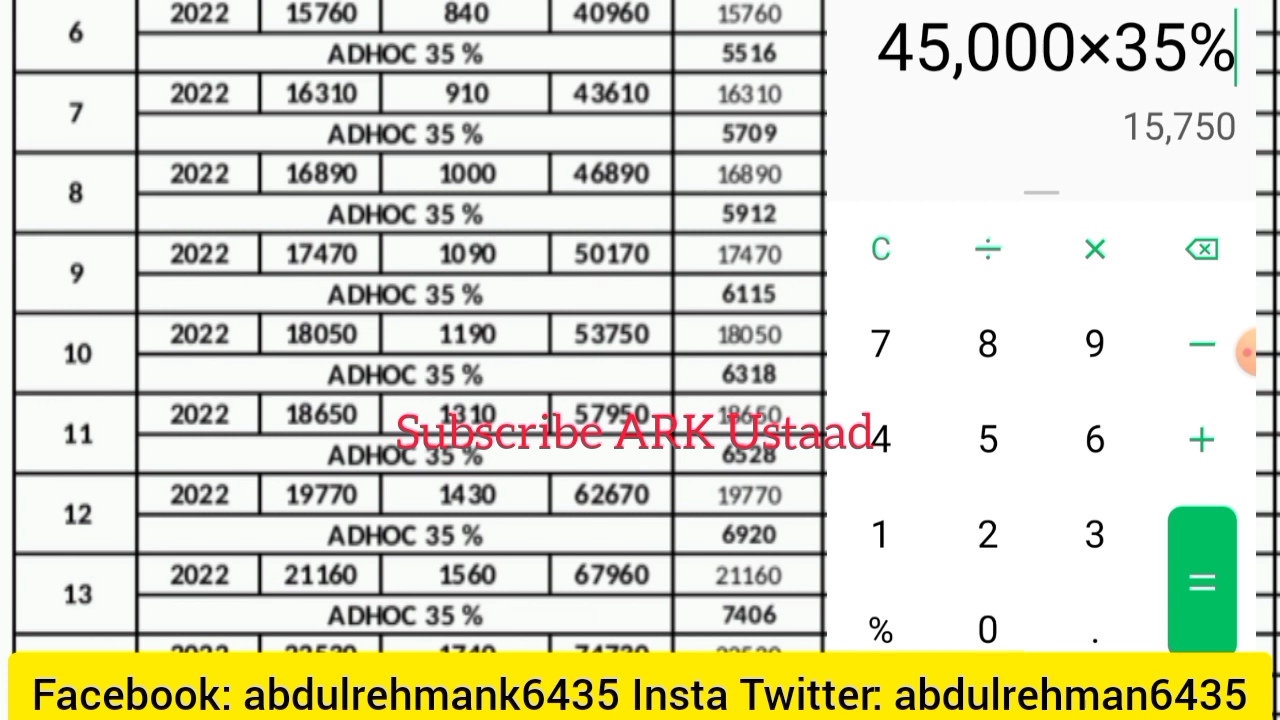 6
2022 15760 840 40960 15760
ADHOC 35 % 5516
7
2022 16310 910 43610 16310
ADHOC 35 % 5709
8
2022 16890 1000 46890 16890
ADHOC 35 % 5912
9
2022 17470 1090 50170 17470
ADHOC 35 % 6115
10
2022 18050 1190 53750 18050
ADHOC 35 % 6318
11
2022 18650 1310 57950 18650
ADHOC 35 % 6528
12
2022 19770 1430 62670 19770
ADHOC 35 % 6920
13
2022 21160 1560 67960 21160
ADHOC 35 % 7406
Subscribe ARK Ustaad
45,000×35%
15,750
C ÷ ×
7 8 9 −
4 5 6 +
1 2 3
% 0 . =
Facebook: abdulrehmank6435 Insta Twitter: abdulrehman6435